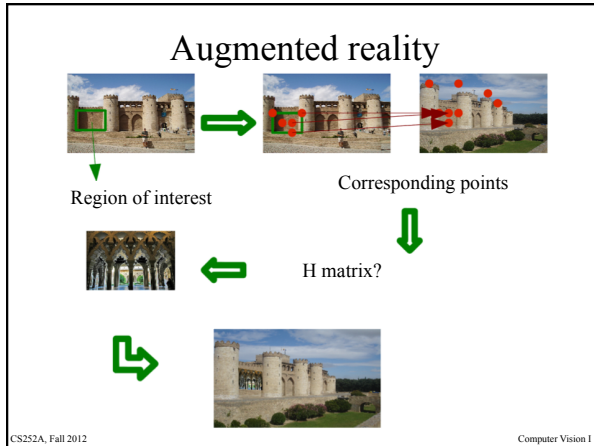 Augmented reality
Region of interest
Corresponding points
H matrix?
CS252A, Fall 2012
Computer Vision I